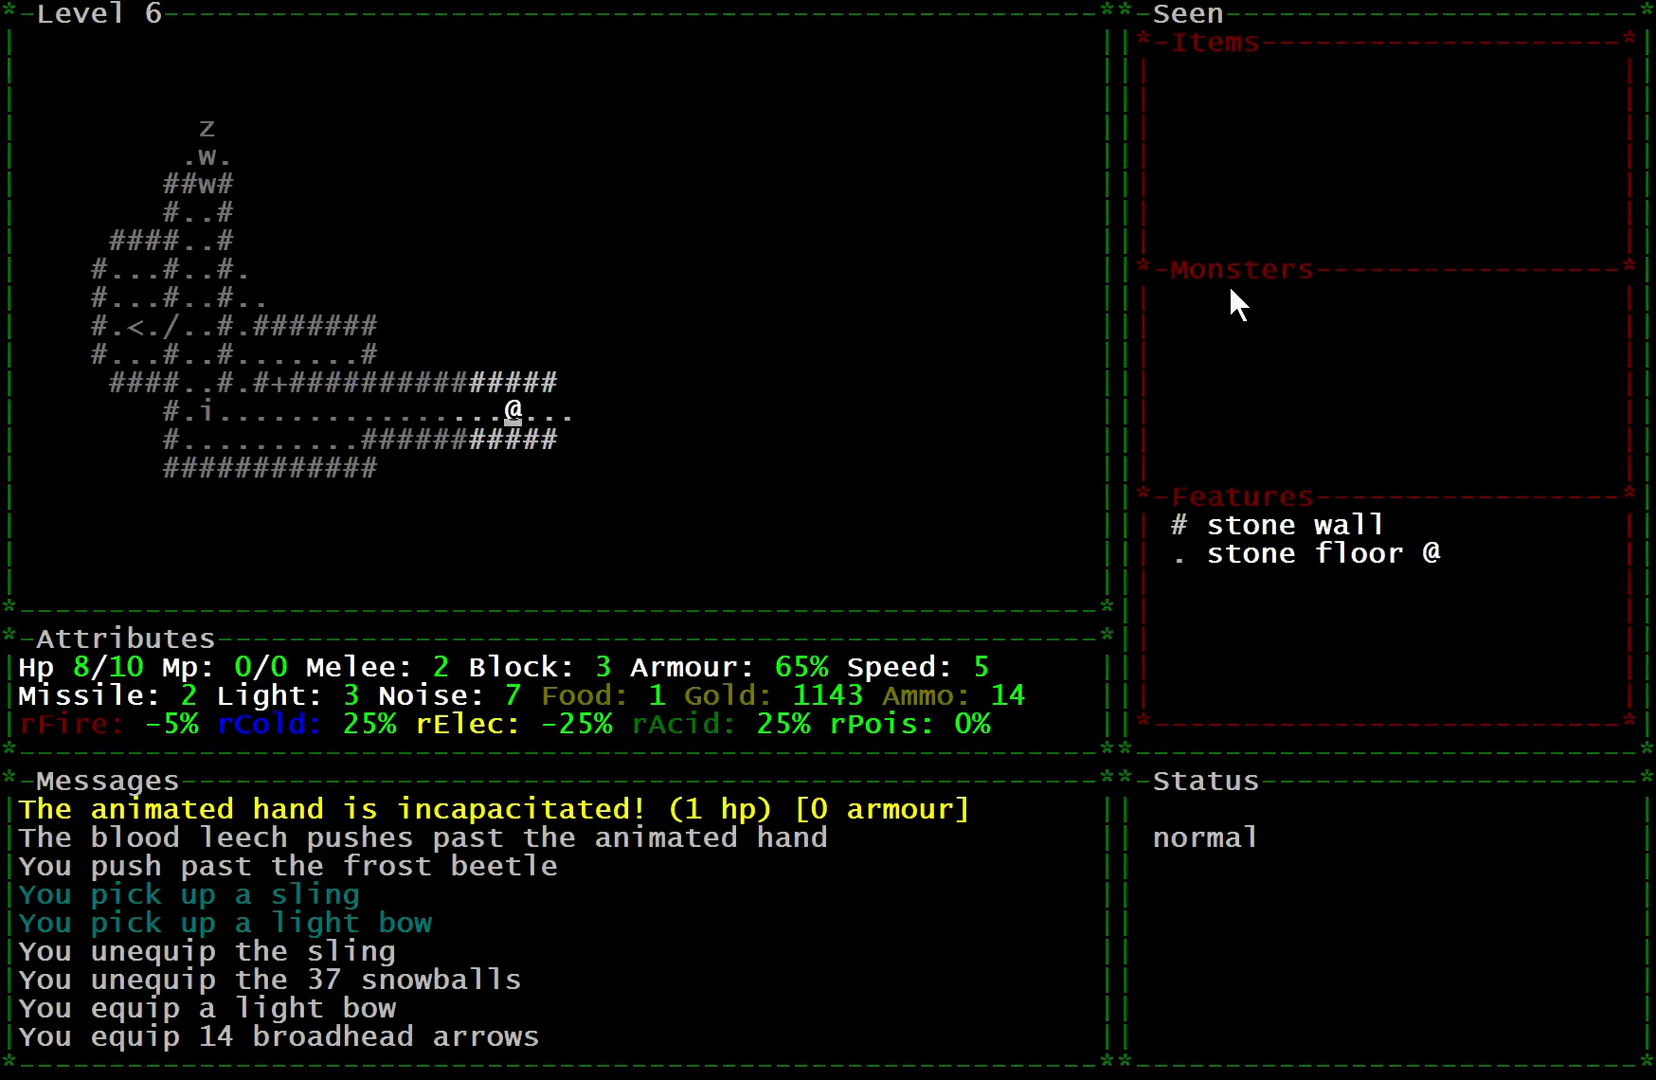 Level 6
Seen
Items
z
.w.
##w#
#..#
####..#
#...#..#.
#...#..#..
#.<./..#.#######
#...#..#.......#
####..#.#+###############
#.i................@...
#..........###########
############
Monsters
Features
# stone wall
. stone floor @
Attributes
Hp 8/10 Mp: 0/0 Melee: 2 Block: 3 Armour: 65% Speed: 5
Missile: 2 Light: 3 Noise: 7 Food: 1 Gold: 1143 Ammo: 14
rFire: -5% rCold: 25% rElec: -25% rAcid: 25% rPois: 0%
Messages
The animated hand is incapacitated! (1 hp) [0 armour]
The blood leech pushes past the animated hand
You push past the frost beetle
You pick up a sling
You pick up a light bow
You unequip the sling
You unequip the 37 snowballs
You equip a light bow
You equip 14 broadhead arrows
Status
normal